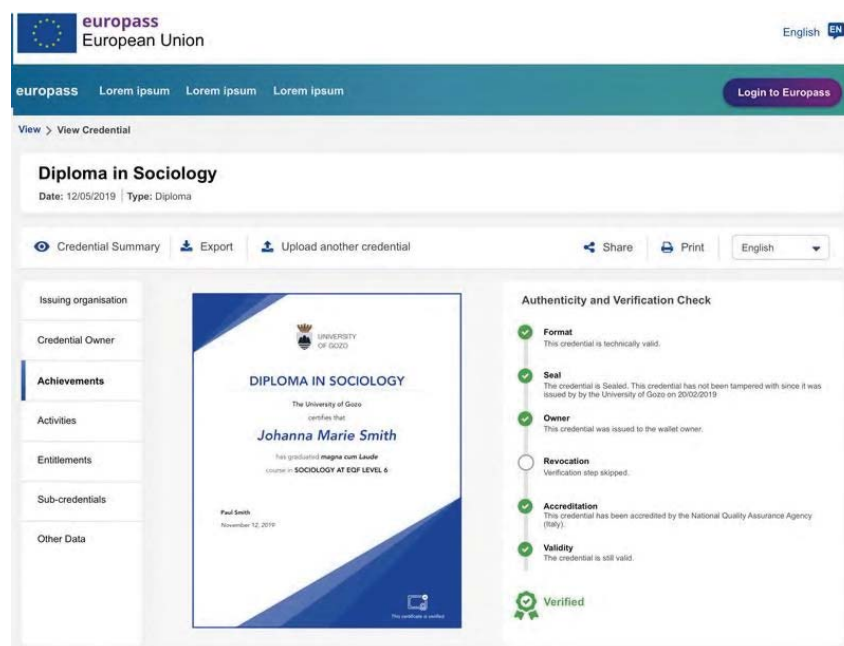 europass
European Union
English EN
europass Lorem ipsum Lorem ipsum Lorem ipsum Login to Europass
View > View Credential
Diploma in Sociology
Date: 12/05/2019 | Type: Diploma
Credential Summary Export Upload another credential Share Print English
Issuing organisation
Credential Owner
Achievements
Activities
Entitlements
Sub-credentials
Other Data
UNIVERSITY
OF GOZO
DIPLOMA IN SOCIOLOGY
The University of Gozo
certifies that
Johanna Marie Smith
has graduated magna cum Laude
course in SOCIOLOGY AT EQF LEVEL 6
Paul Smith
November 12, 2019
This certificate is verified
Authenticity and Verification Check
Format
This credential is technically valid.
Seal
The credential is Sealed. This credential has not been tampered with since it was
issued by by the University of Gozo on 20/02/2019
Owner
This credential was issued to the wallet owner.
Revocation
Verification step skipped.
Accreditation
This credential has been accredited by the National Quality Assurance Agency
(Italy).
Validity
The credential is still valid.
Verified